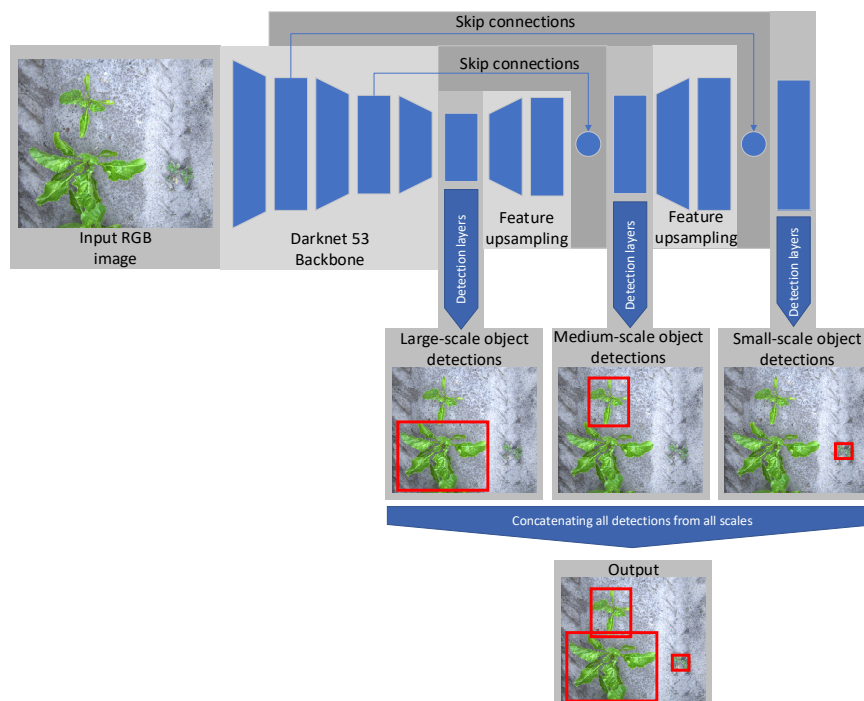 Skip connections
Skip connections
Input RGB
image
Darknet 53
Backbone
Feature
upsampling
Feature
upsampling
Detection layers
Detection layers
Detection layers
Large-scale object
detections
Medium-scale object
detections
Small-scale object
detections
Concatenating all detections from all scales
Output